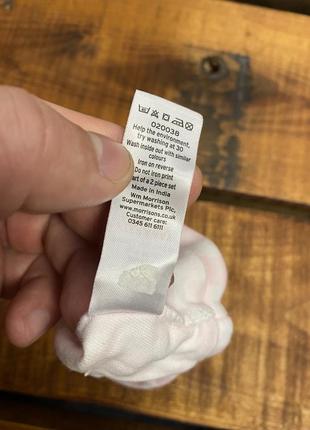 020038
Help the environment,
try washing at 30
Wash inside out with similar
colours
Iron on reverse
Do not iron print
Part of a 2 piece set
Made in India
Wm Morrison
Supermarkets Plc.
www.morrisons.co.uk
Customer care:
0345 611 6111